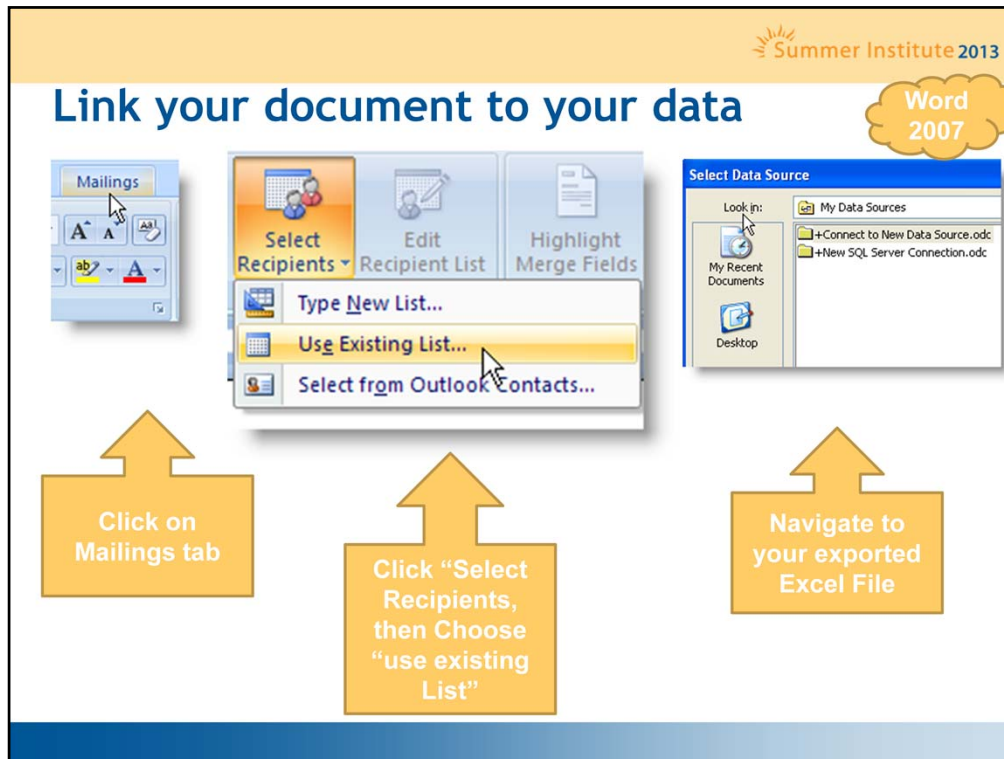 Summer Institute 2013
Link your document to your data
Word
2007
Mailings
A A Aa
ab A
Select
Recipients
Edit
Recipient List
Highlight
Merge Fields
Type New List...
Use Existing List...
Select from Outlook Contacts...
Select Data Source
Look in:
My Data Sources
+Connect to New Data Source.odc
+New SQL Server Connection.odc
My Recent
Documents
Desktop
Click on
Mailings tab
Click “Select
Recipients,
then Choose
“use existing
List”
Navigate to
your exported
Excel File